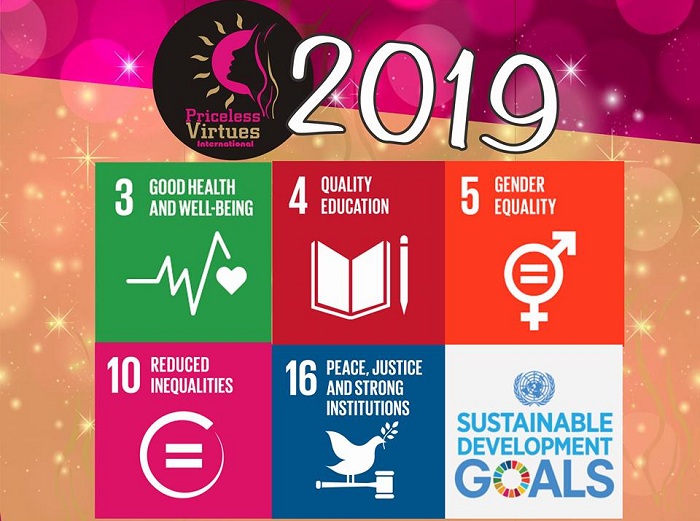 Priceless
Virtues
International
2019
3 GOOD HEALTH
AND WELL-BEING
4 QUALITY
EDUCATION
5 GENDER
EQUALITY
10 REDUCED
INEQUALITIES
16 PEACE, JUSTICE
AND STRONG
INSTITUTIONS
SUSTAINABLE
DEVELOPMENT
GOALS